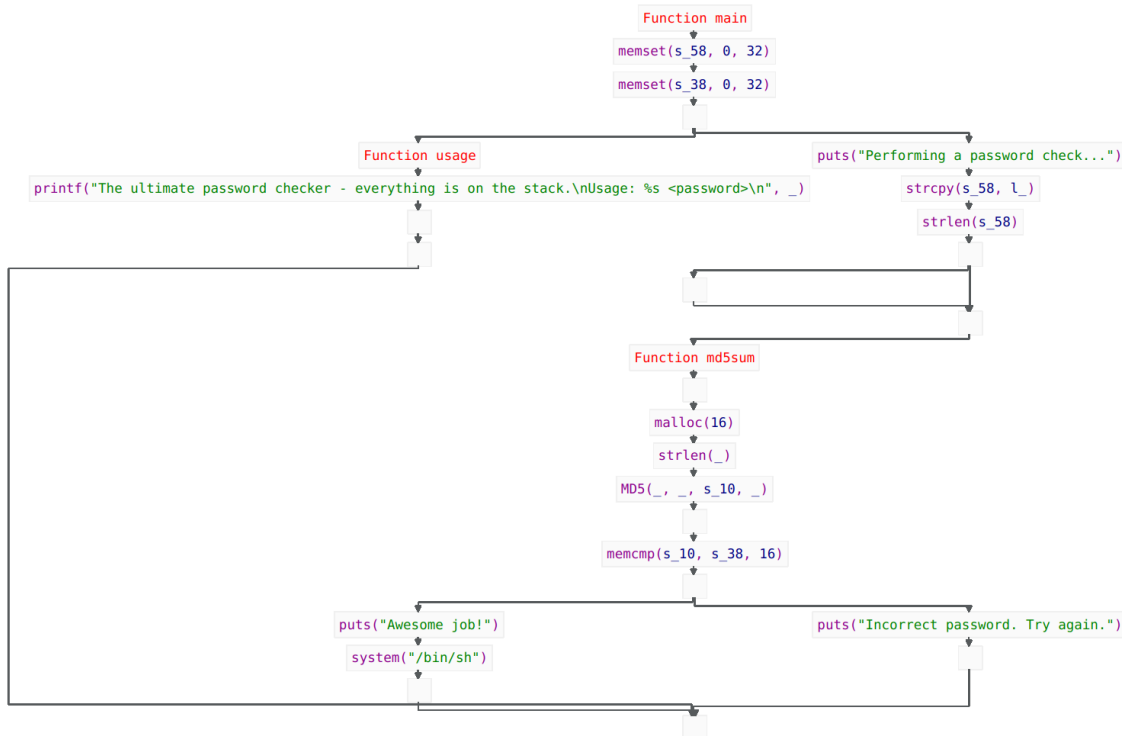 Function main
memset(s_58, 0, 32)
memset(s_38, 0, 32)
Function usage
puts("Performing a password check...")
printf("The ultimate password checker - everything is on the stack.\nUsage: %s <password>\n", _)
strcpy(s_58, l_)
strlen(s_58)
Function md5sum
malloc(16)
strlen(_)
MD5(_, _, s_10, _)
memcmp(s_10, s_38, 16)
puts("Awesome job!")
puts("Incorrect password. Try again.")
system("/bin/sh")